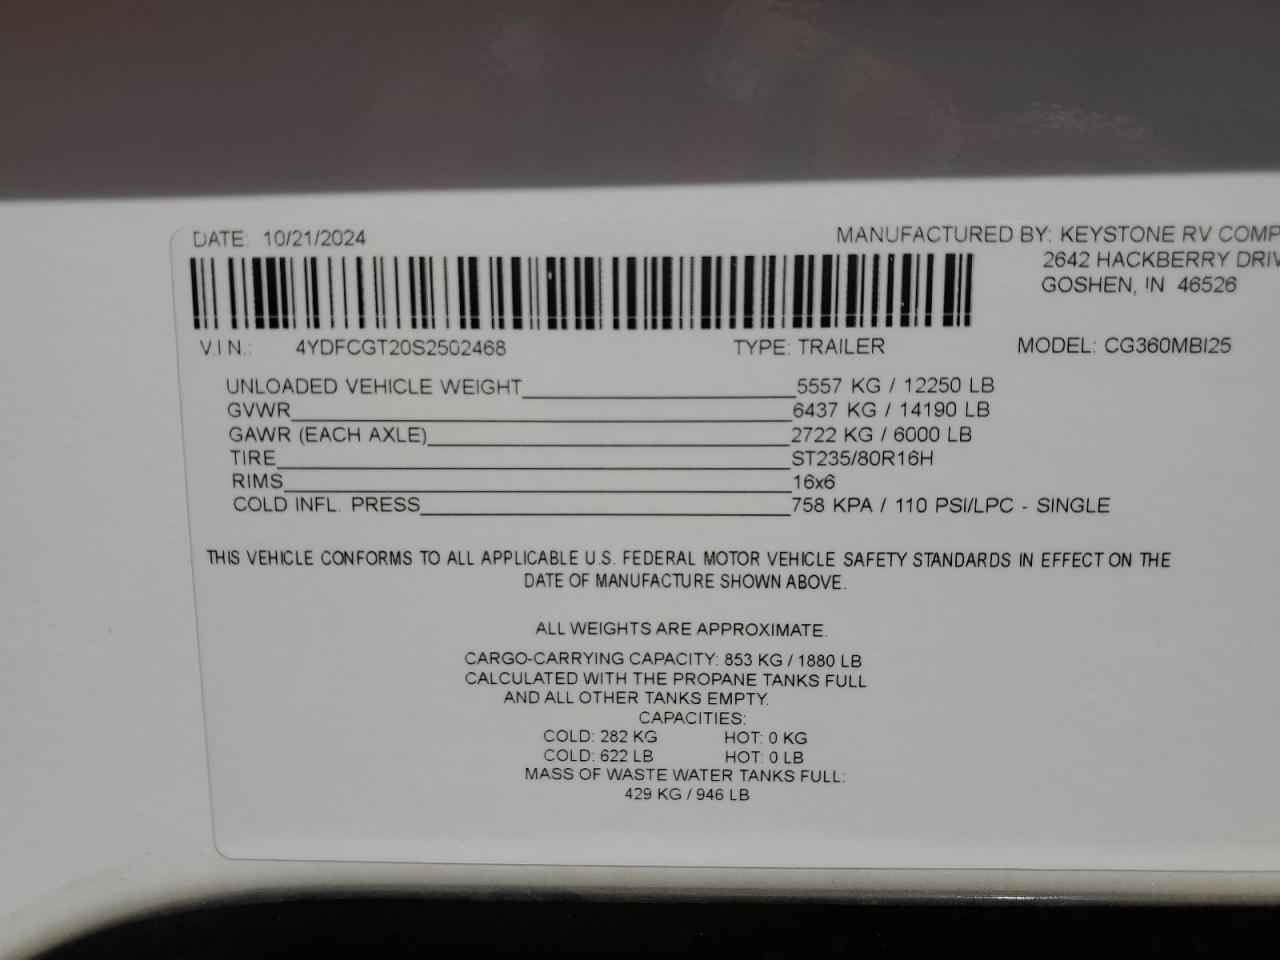 DATE: 10/21/2024
MANUFACTURED BY: KEYSTONE RV COMP
2642 HACKBERRY DRIV
GOSHEN, IN 46526
V.I.N.: 4YDFCGT20S2502468 TYPE: TRAILER MODEL: CG360MBI25
UNLOADED VEHICLE WEIGHT 5557 KG / 12250 LB
GVWR 6437 KG / 14190 LB
GAWR (EACH AXLE) 2722 KG / 6000 LB
TIRE ST235/80R16H
RIMS 16x6
COLD INFL. PRESS 758 KPA / 110 PSI/LPC - SINGLE
THIS VEHICLE CONFORMS TO ALL APPLICABLE U.S. FEDERAL MOTOR VEHICLE SAFETY STANDARDS IN EFFECT ON THE
DATE OF MANUFACTURE SHOWN ABOVE.
ALL WEIGHTS ARE APPROXIMATE.
CARGO-CARRYING CAPACITY: 853 KG / 1880 LB
CALCULATED WITH THE PROPANE TANKS FULL
AND ALL OTHER TANKS EMPTY.
CAPACITIES:
COLD: 282 KG HOT: 0 KG
COLD: 622 LB HOT: 0 LB
MASS OF WASTE WATER TANKS FULL:
429 KG / 946 LB